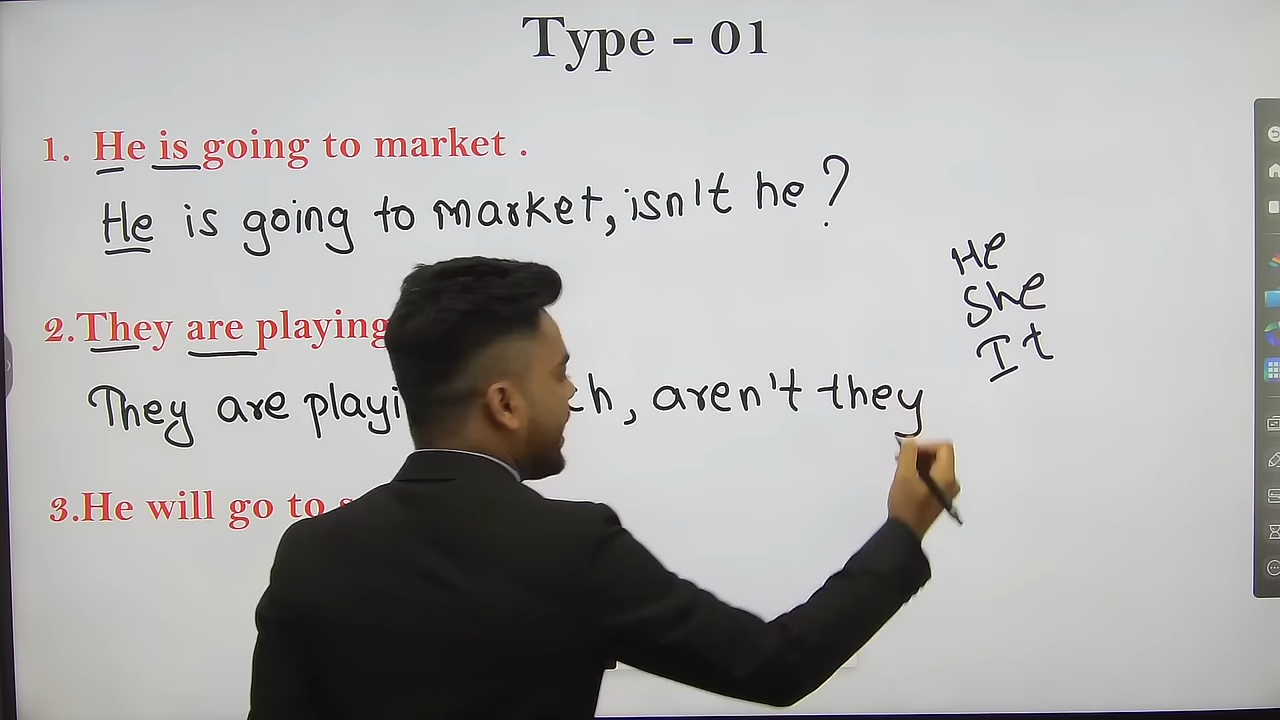 Type - 01
1. He is going to market .
He is going to market, isn't he?
He
She
It
2.They are playing
They are aren't they
3.He will go to